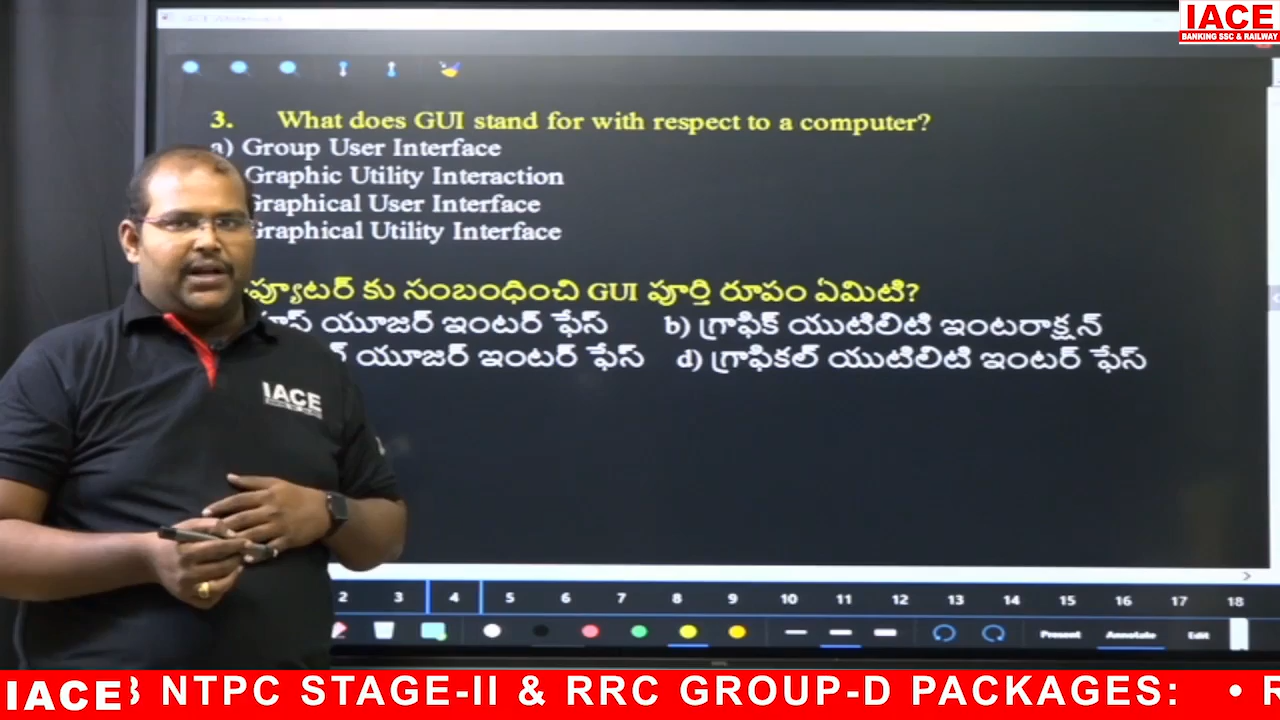 IACE
BANKING SSC & RAILWAY
3. What does GUI stand for with respect to a computer?
a) Group User Interface
Graphic Utility Interaction
Graphical User Interface
Graphical Utility Interface
ప్యూటర్ కు సంబంధించి GUI పూర్తి రూపం ఏమిటి?
యూజర్ ఇంటర్ ఫేస్ b) గ్రాఫిక్ యుటిలిటి ఇంటరాక్షన్
యూజర్ ఇంటర్ ఫేస్ d) గ్రాఫికల్ యుటిలిటి ఇంటర్ ఫేస్
IACE
2 3 4 5 6 7 8 9 10 11 12 13 14 15 16 17 18
Present Annotate Edit
IACE NTPC STAGE-II & RRC GROUP-D PACKAGES: • R